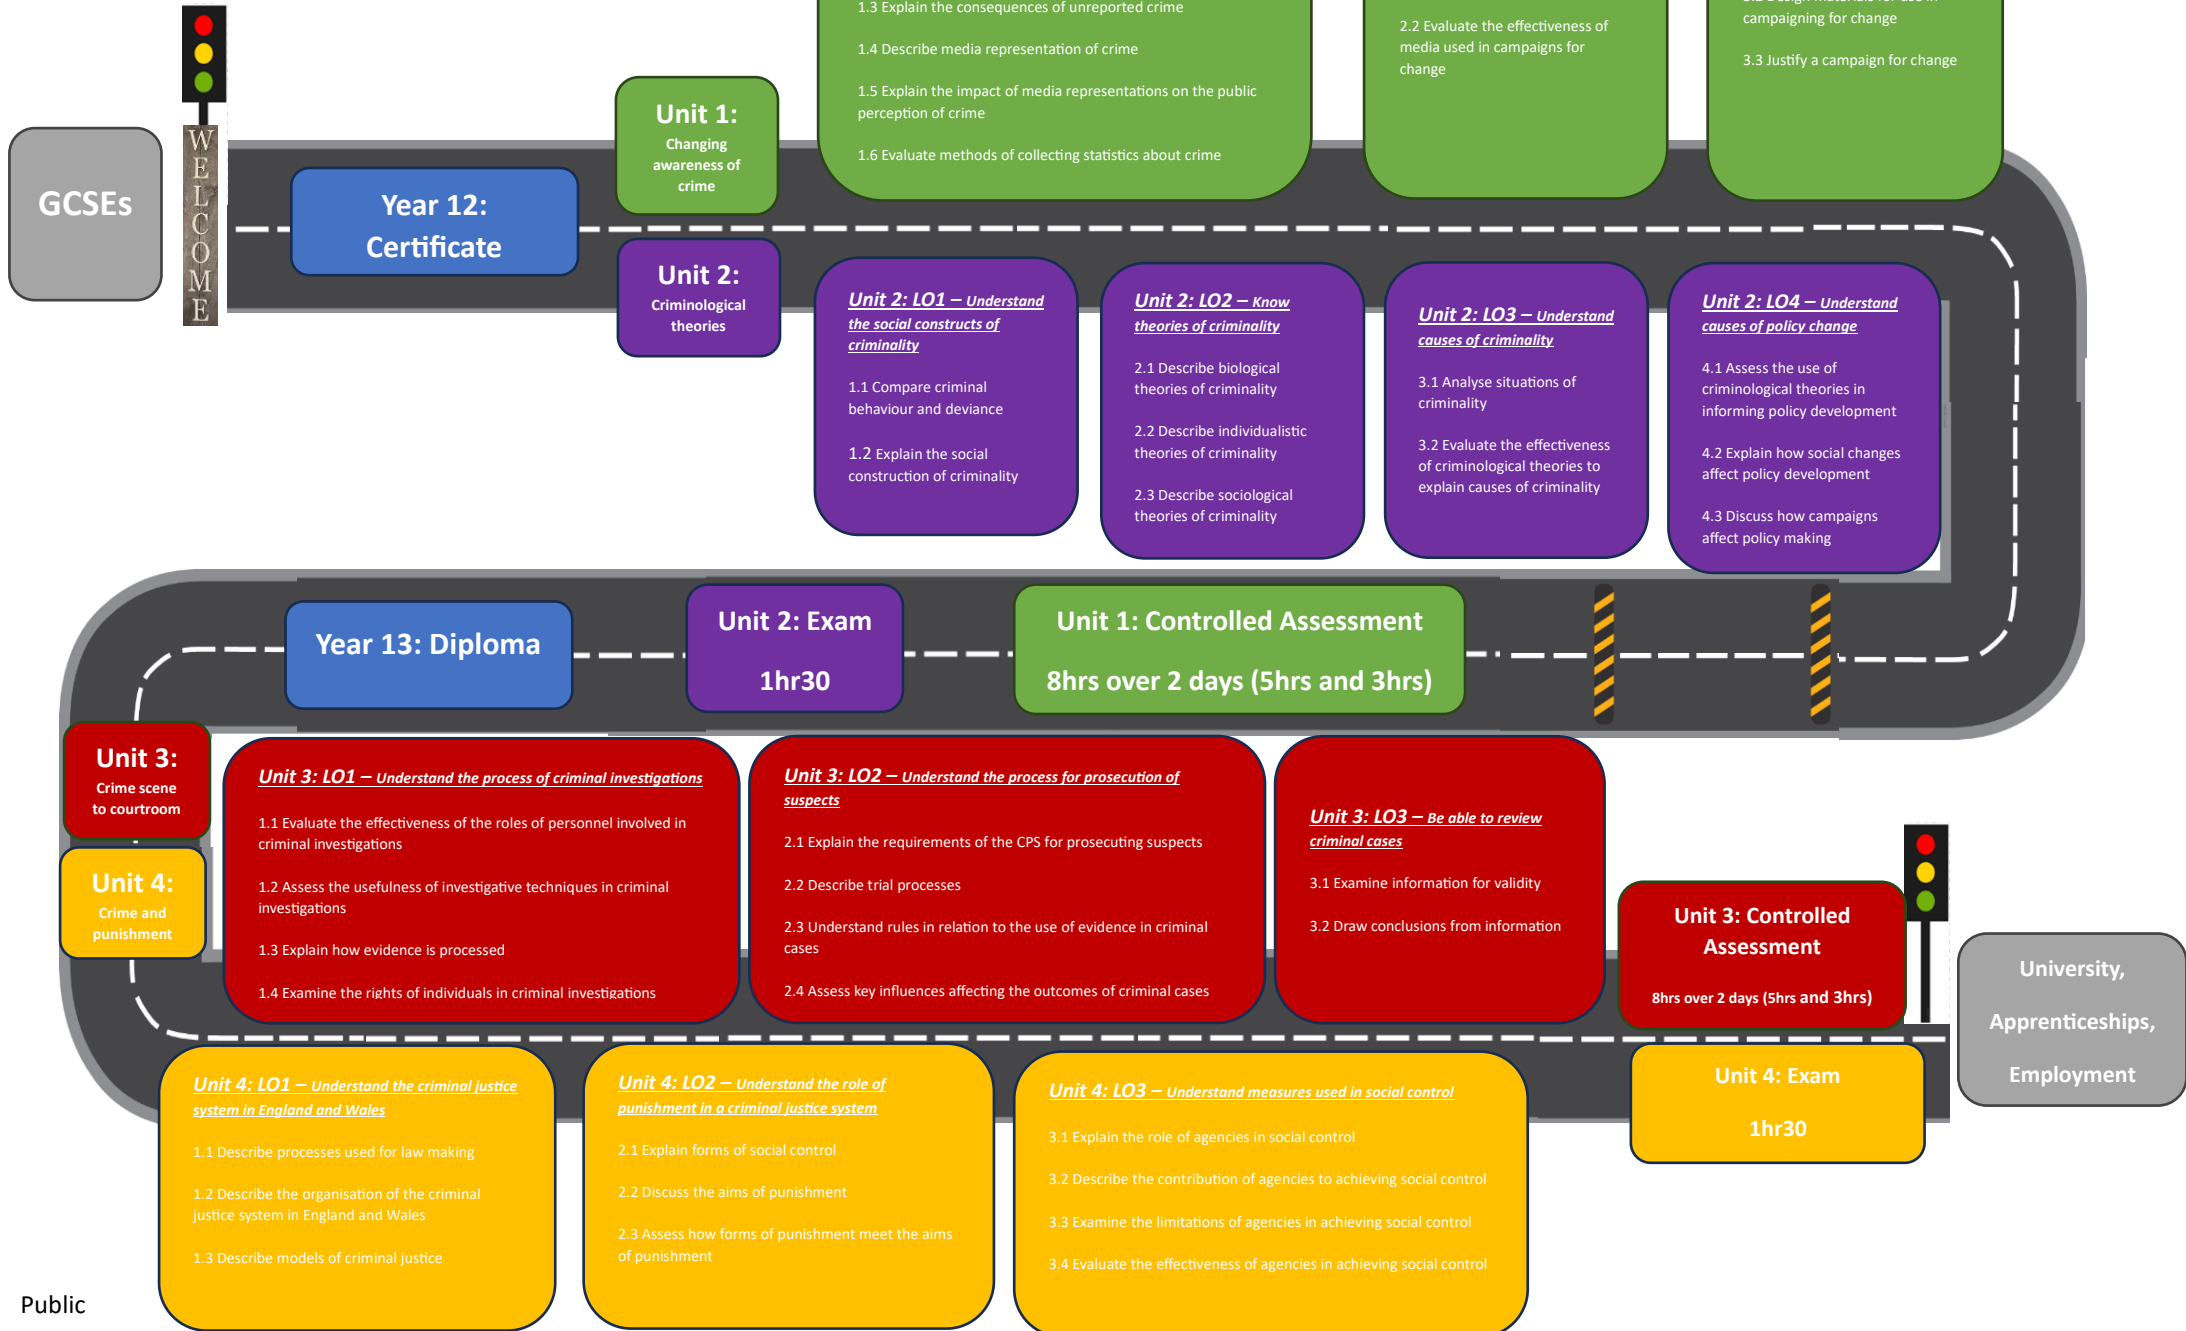 1.3 Explain the consequences of unreported crime
1.4 Describe media representation of crime
1.5 Explain the impact of media representations on the public
perception of crime
1.6 Evaluate methods of collecting statistics about crime
2.2 Evaluate the effectiveness of
media used in campaigns for
change
campaigning for change
3.3 Justify a campaign for change
WELCOME
GCSEs
Year 12:
Certificate
Unit 1:
Changing
awareness of
crime
Unit 2:
Criminological
theories
Unit 2: LO1 – Understand
the social constructs of
criminality
1.1 Compare criminal
behaviour and deviance
1.2 Explain the social
construction of criminality
Unit 2: LO2 – Know
theories of criminality
2.1 Describe biological
theories of criminality
2.2 Describe individualistic
theories of criminality
2.3 Describe sociological
theories of criminality
Unit 2: LO3 – Understand
causes of criminality
3.1 Analyse situations of
criminality
3.2 Evaluate the effectiveness
of criminological theories to
explain causes of criminality
Unit 2: LO4 – Understand
causes of policy change
4.1 Assess the use of
criminological theories in
informing policy development
4.2 Explain how social changes
affect policy development
4.3 Discuss how campaigns
affect policy making
Year 13: Diploma
Unit 2: Exam
1hr30
Unit 1: Controlled Assessment
8hrs over 2 days (5hrs and 3hrs)
Unit 3:
Crime scene
to courtroom
Unit 4:
Crime and
punishment
Unit 3: LO1 – Understand the process of criminal investigations
1.1 Evaluate the effectiveness of the roles of personnel involved in
criminal investigations
1.2 Assess the usefulness of investigative techniques in criminal
investigations
1.3 Explain how evidence is processed
1.4 Examine the rights of individuals in criminal investigations
Unit 3: LO2 – Understand the process for prosecution of
suspects
2.1 Explain the requirements of the CPS for prosecuting suspects
2.2 Describe trial processes
2.3 Understand rules in relation to the use of evidence in criminal
cases
2.4 Assess key influences affecting the outcomes of criminal cases
Unit 3: LO3 – Be able to review
criminal cases
3.1 Examine information for validity
3.2 Draw conclusions from information
Unit 3: Controlled
Assessment
8hrs over 2 days (5hrs and 3hrs)
University,
Apprenticeships,
Employment
Unit 4: LO1 – Understand the criminal justice
system in England and Wales
1.1 Describe processes used for law making
1.2 Describe the organisation of the criminal
justice system in England and Wales
1.3 Describe models of criminal justice
Unit 4: LO2 – Understand the role of
punishment in a criminal justice system
2.1 Explain forms of social control
2.2 Discuss the aims of punishment
2.3 Assess how forms of punishment meet the aims
of punishment
Unit 4: LO3 – Understand measures used in social control
3.1 Explain the role of agencies in social control
3.2 Describe the contribution of agencies to achieving social control
3.3 Examine the limitations of agencies in achieving social control
3.4 Evaluate the effectiveness of agencies in achieving social control
Unit 4: Exam
1hr30
Public